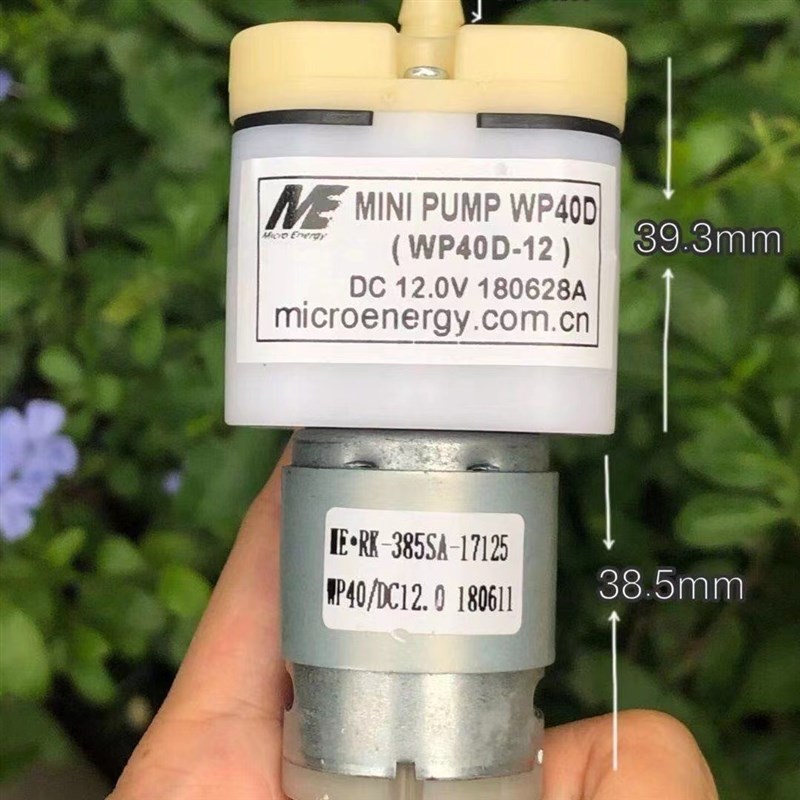 ME MINI PUMP WP40D
Micro Energy
( WP40D-12 )
DC 12.0V 180628A
microenergy.com.cn
39.3mm
ME•RK-385SA-17125
WP40/DC12.0 180611
38.5mm